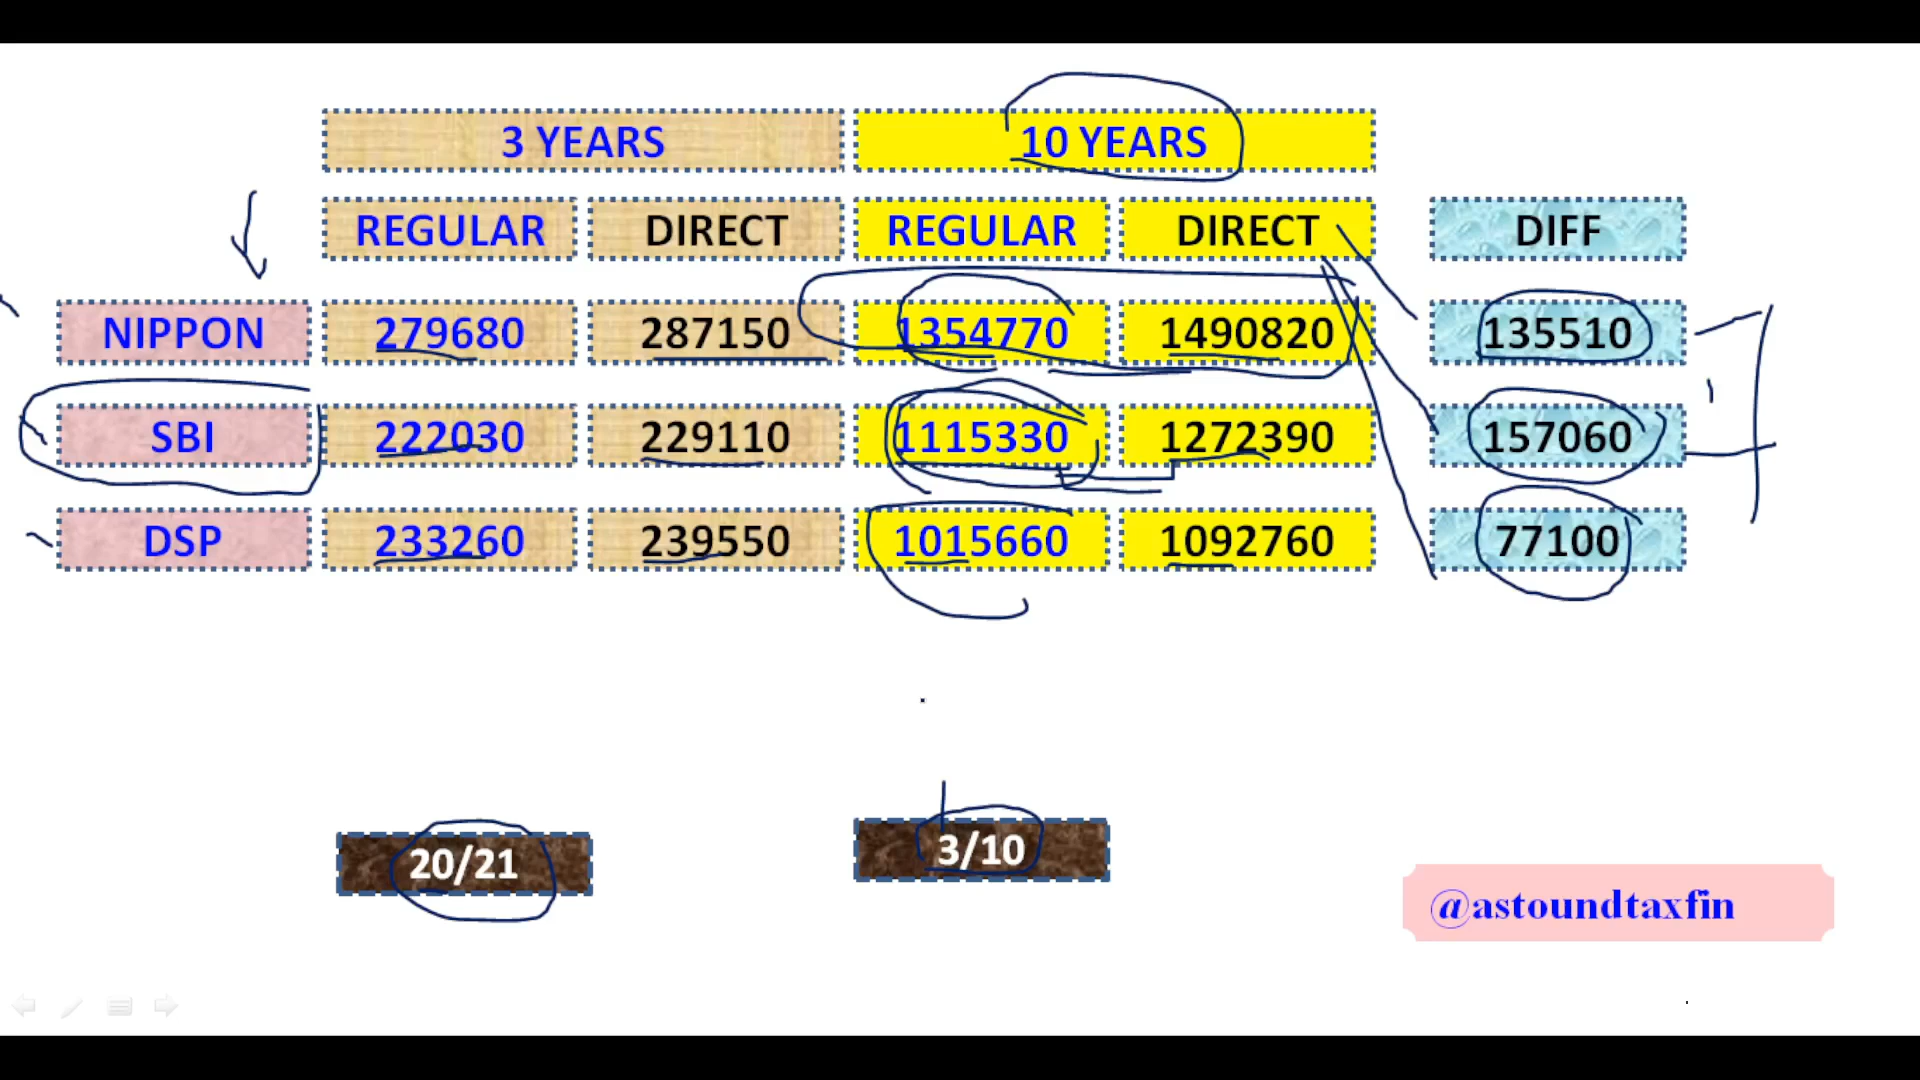 3 YEARS 10 YEARS
REGULAR DIRECT REGULAR DIRECT DIFF
NIPPON 279680 287150 1354770 1490820 135510
SBI 222030 229110 1115330 1272390 157060
DSP 233260 239550 1015660 1092760 77100
20/21 3/10
@astoundtaxfin